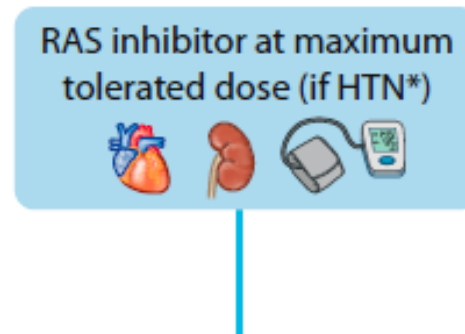 RAS inhibitor at maximum
tolerated dose (if HTN*)